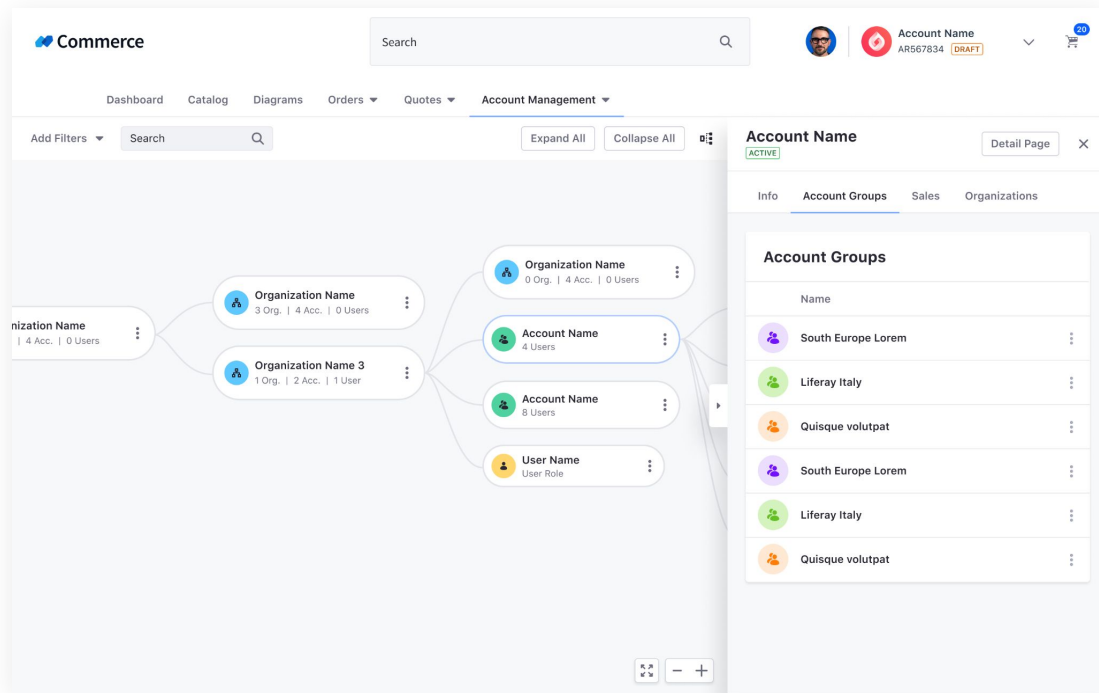 Commerce
Search
Account Name
AR567834 DRAFT
20
Dashboard Catalog Diagrams Orders Quotes Account Management
Add Filters Search Expand All Collapse All
Account Name
ACTIVE
Detail Page
Info Account Groups Sales Organizations
nization Name
| 4 Acc. | 0 Users
Organization Name
3 Org. | 4 Acc. | 0 Users
Organization Name 3
1 Org. | 2 Acc. | 1 User
Organization Name
0 Org. | 4 Acc. | 0 Users
Account Name
4 Users
Account Name
8 Users
User Name
User Role
Account Groups
Name
South Europe Lorem
Liferay Italy
Quisque volutpat
South Europe Lorem
Liferay Italy
Quisque volutpat